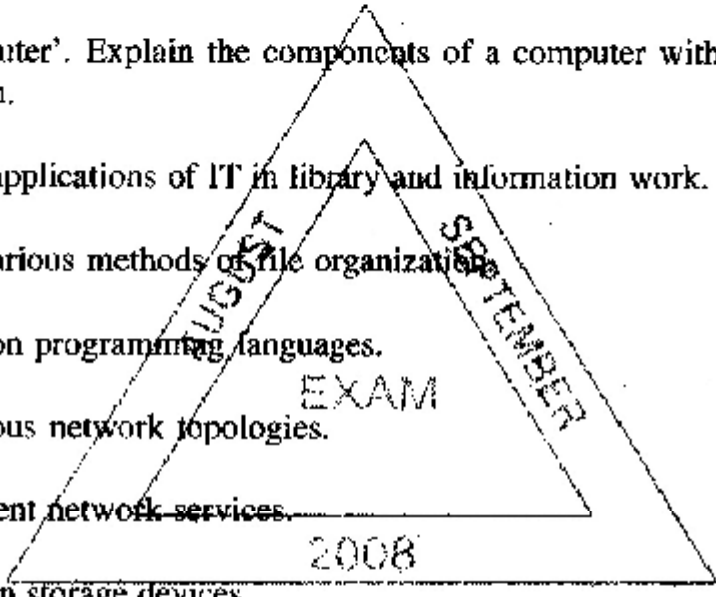 uter’. Explain the components of a computer with
applications of IT in library and information work.
arious methods of file organization.
on programming languages.
ous network topologies.
ent network services.
n storage devices
AUGUST
SEPTEMBER
EXAM
2008